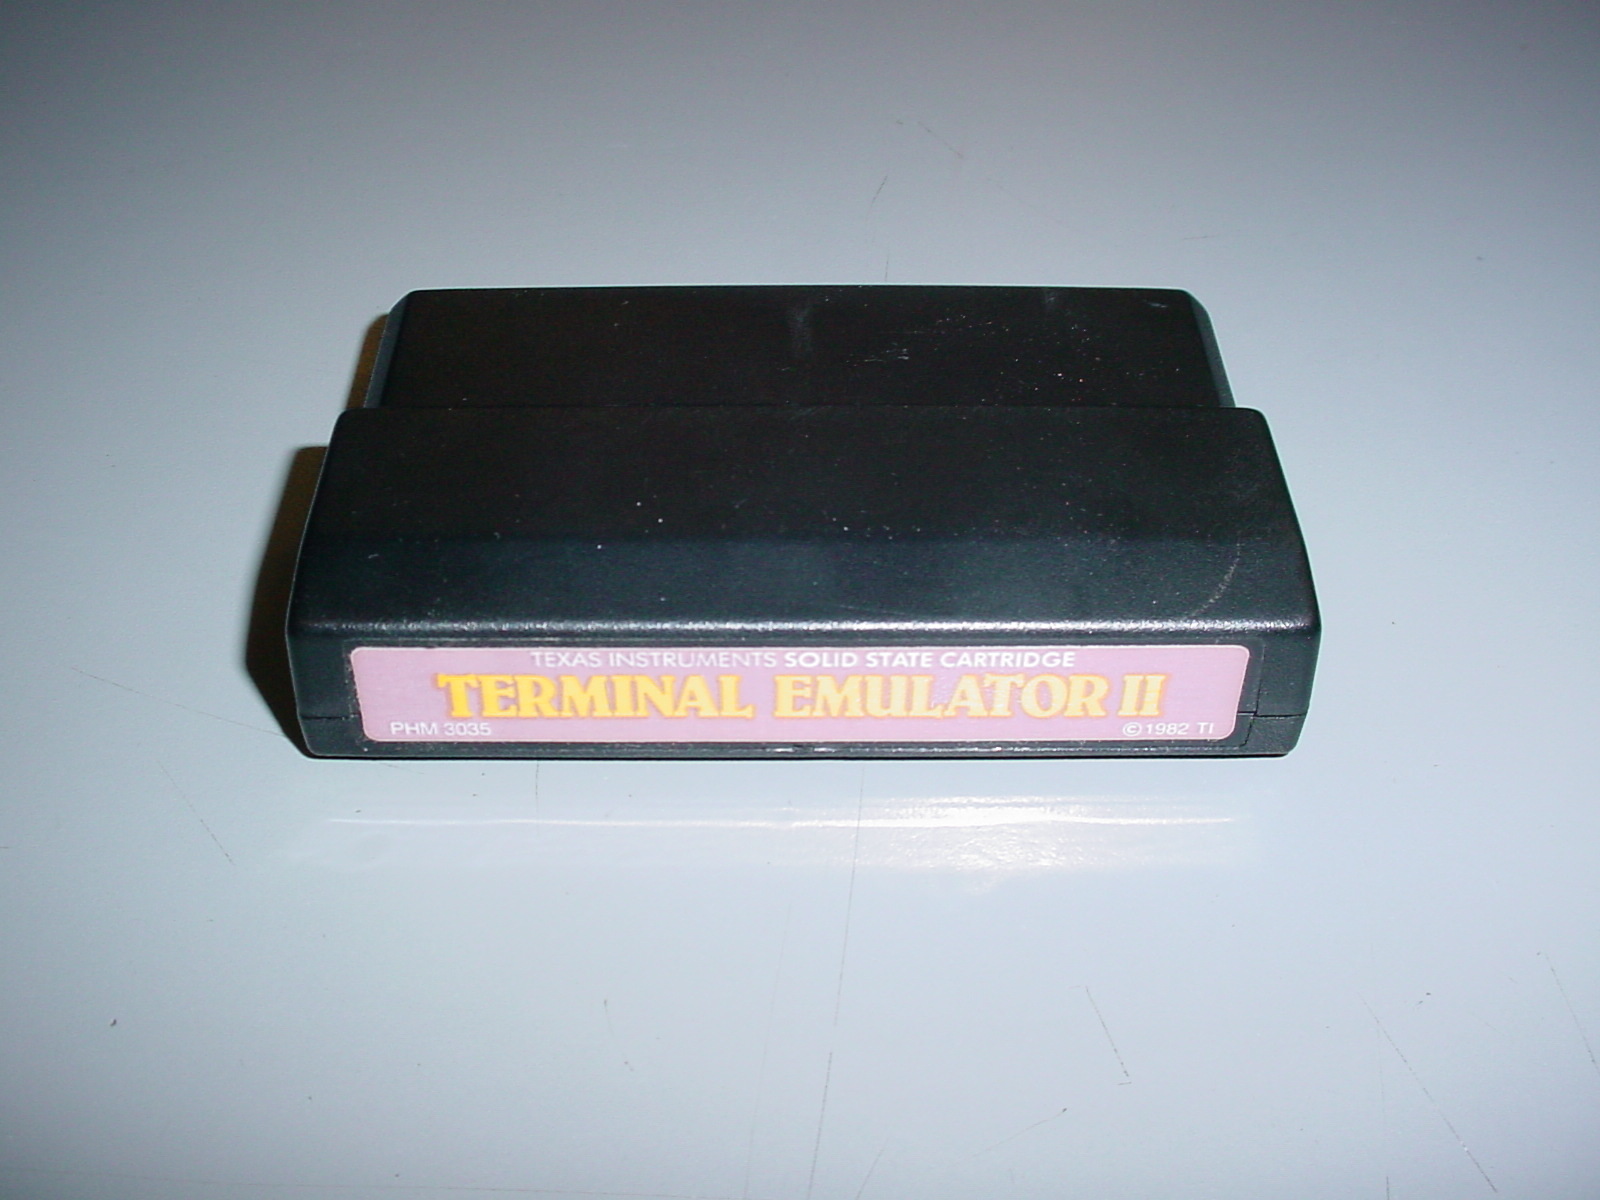 TEXAS INSTRUMENTS SOLID STATE CARTRIDGE
TERMINAL EMULATOR II
PHM 3035
© 1982 TI